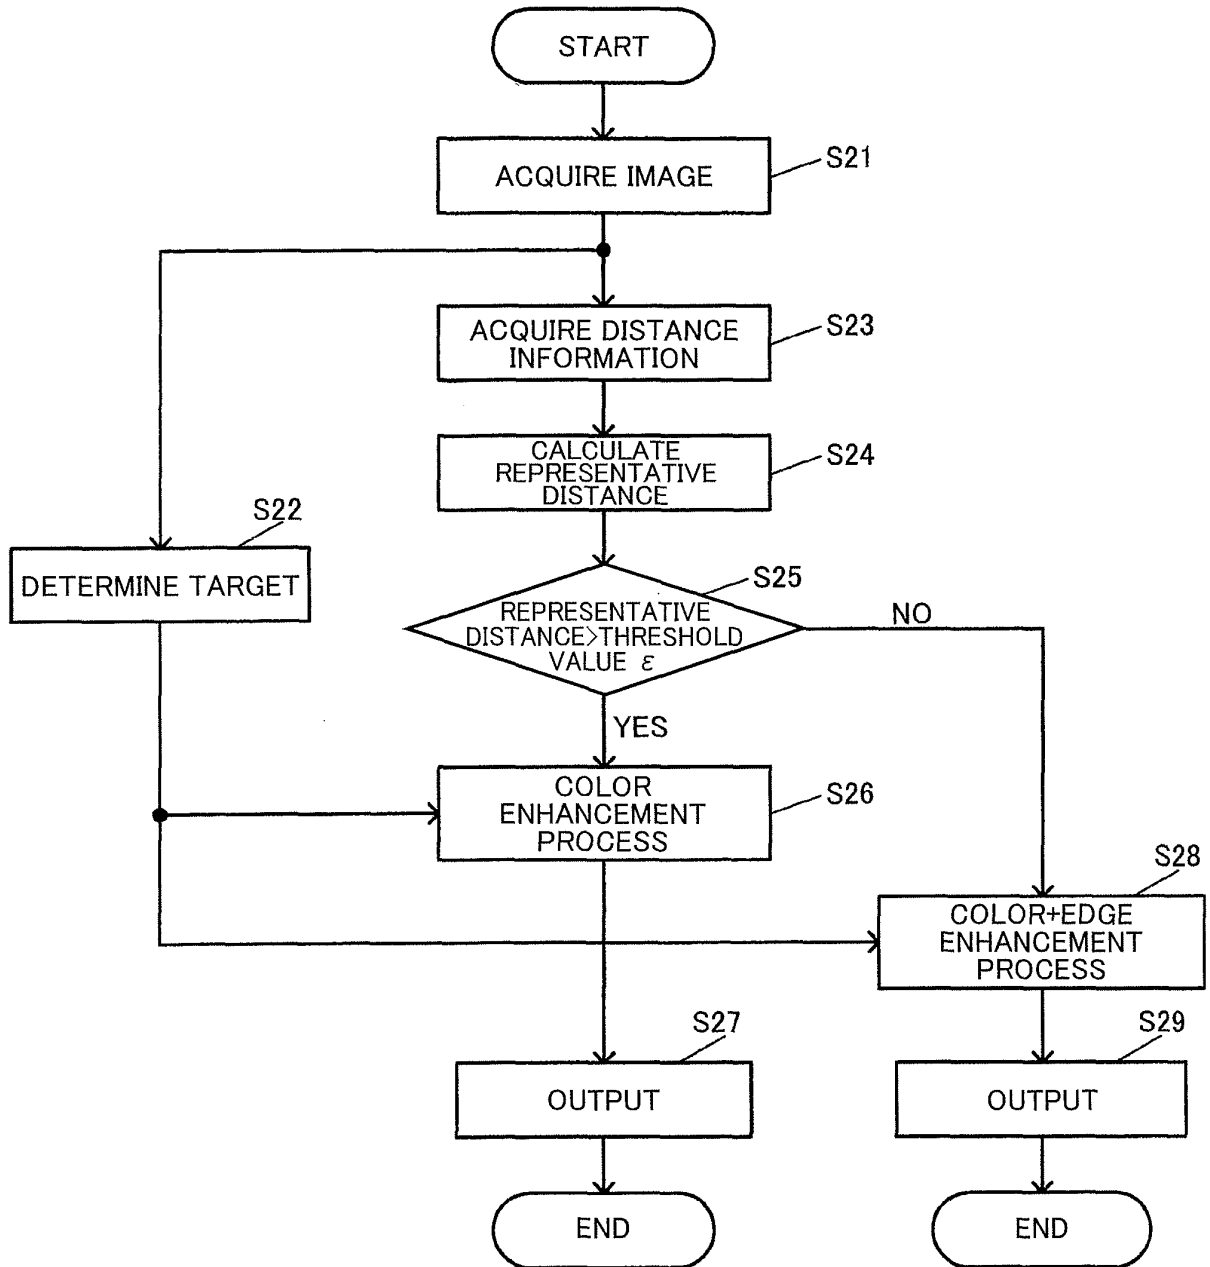 START
ACQUIRE IMAGE
S21
ACQUIRE DISTANCE
INFORMATION
S23
CALCULATE
REPRESENTATIVE
DISTANCE
S24
S22
DETERMINE TARGET
S25
REPRESENTATIVE
DISTANCE>THRESHOLD
VALUE ε
NO
YES
COLOR
ENHANCEMENT
PROCESS
S26
S28
COLOR+EDGE
ENHANCEMENT
PROCESS
S27
OUTPUT
S29
OUTPUT
END
END